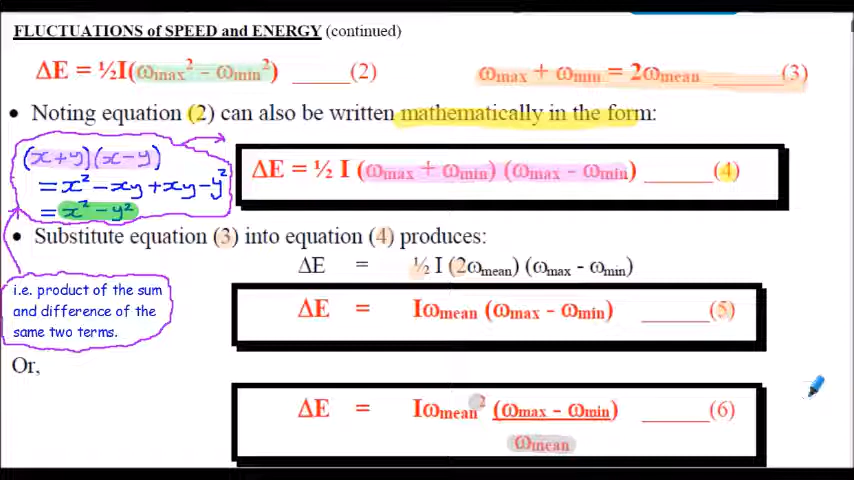 FLUCTUATIONS of SPEED and ENERGY (continued)
ΔE = ½I(ωmax² – ωmin²) _____(2) ωmax + ωmin = 2ωmean _____(3)
• Noting equation (2) can also be written mathematically in the form:
(x+y)(x-y)
= x² - xy + xy - y²
= x² - y²
ΔE = ½ I (ωmax + ωmin) (ωmax - ωmin) ______(4)
• Substitute equation (3) into equation (4) produces:
ΔE = ½ I (2ωmean) (ωmax - ωmin)
i.e. product of the sum
and difference of the
same two terms.
ΔE = Iωmean (ωmax - ωmin) ______(5)
Or,
ΔE = Iωmean² (ωmax - ωmin) ______(6)
ωmean